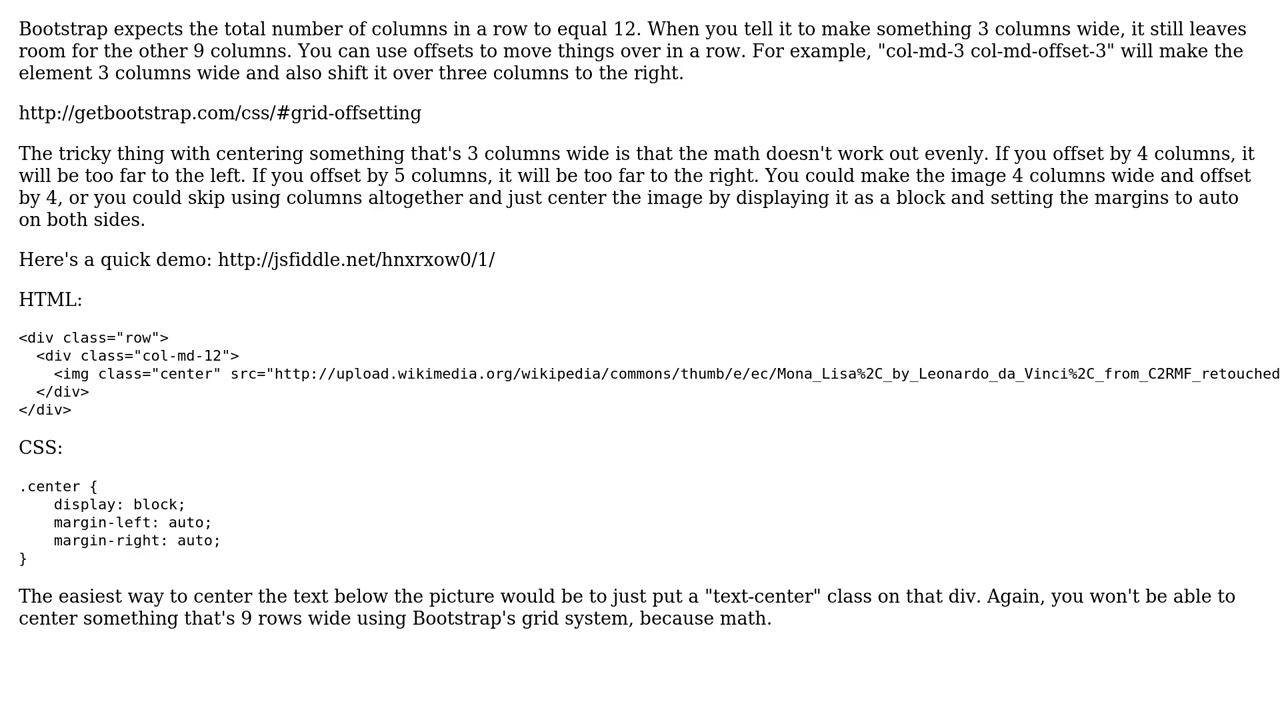 Bootstrap expects the total number of columns in a row to equal 12. When you tell it to make something 3 columns wide, it still leaves
room for the other 9 columns. You can use offsets to move things over in a row. For example, "col-md-3 col-md-offset-3" will make the
element 3 columns wide and also shift it over three columns to the right.
http://getbootstrap.com/css/#grid-offsetting
The tricky thing with centering something that's 3 columns wide is that the math doesn't work out evenly. If you offset by 4 columns, it
will be too far to the left. If you offset by 5 columns, it will be too far to the right. You could make the image 4 columns wide and offset
by 4, or you could skip using columns altogether and just center the image by displaying it as a block and setting the margins to auto
on both sides.
Here's a quick demo: http://jsfiddle.net/hnxrxow0/1/
HTML:
<div class="row">
  <div class="col-md-12">
    <img class="center" src="http://upload.wikimedia.org/wikipedia/commons/thumb/e/ec/Mona_Lisa%2C_by_Leonardo_da_Vinci%2C_from_C2RMF_retouched
  </div>
</div>
CSS:
.center {
    display: block;
    margin-left: auto;
    margin-right: auto;
}
The easiest way to center the text below the picture would be to just put a "text-center" class on that div. Again, you won't be able to
center something that's 9 rows wide using Bootstrap's grid system, because math.